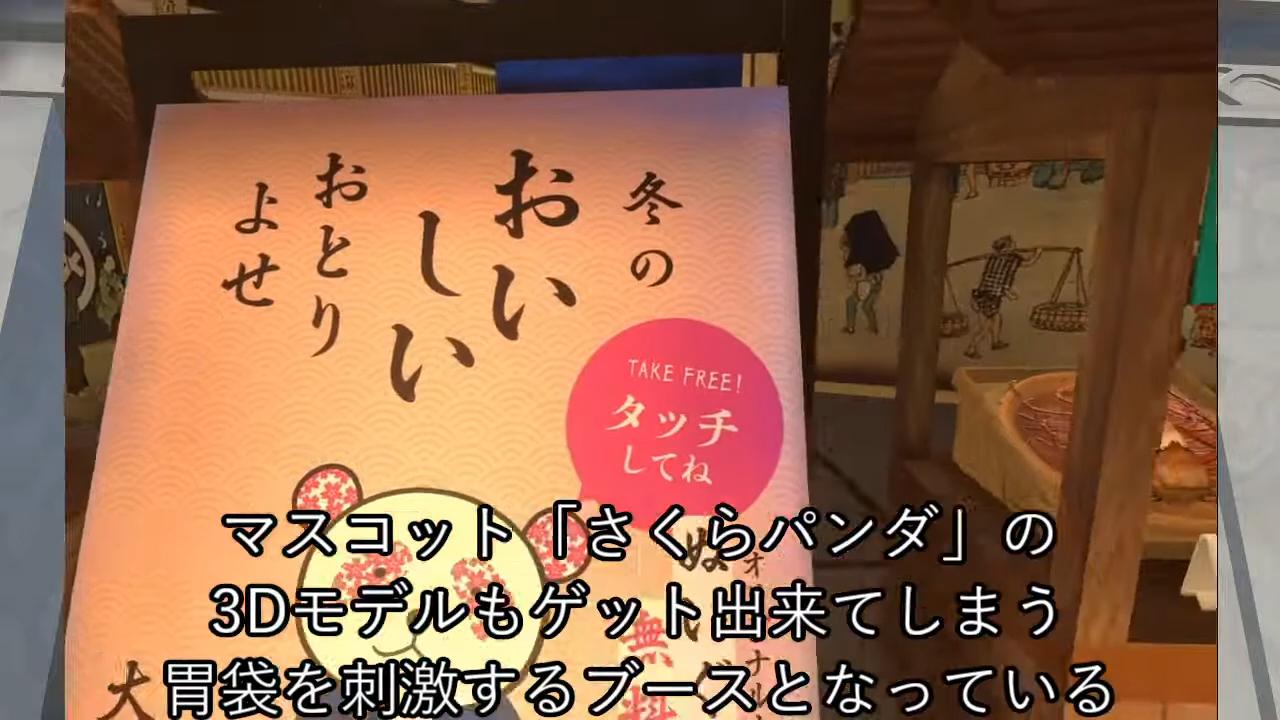 冬の
おいしい
おとり
よせ
TAKE FREE!
タッチ
してね
無料
大
マスコット「さくらパンダ」の
3Dモデルもゲット出来てしまう
胃袋を刺激するブースとなっている